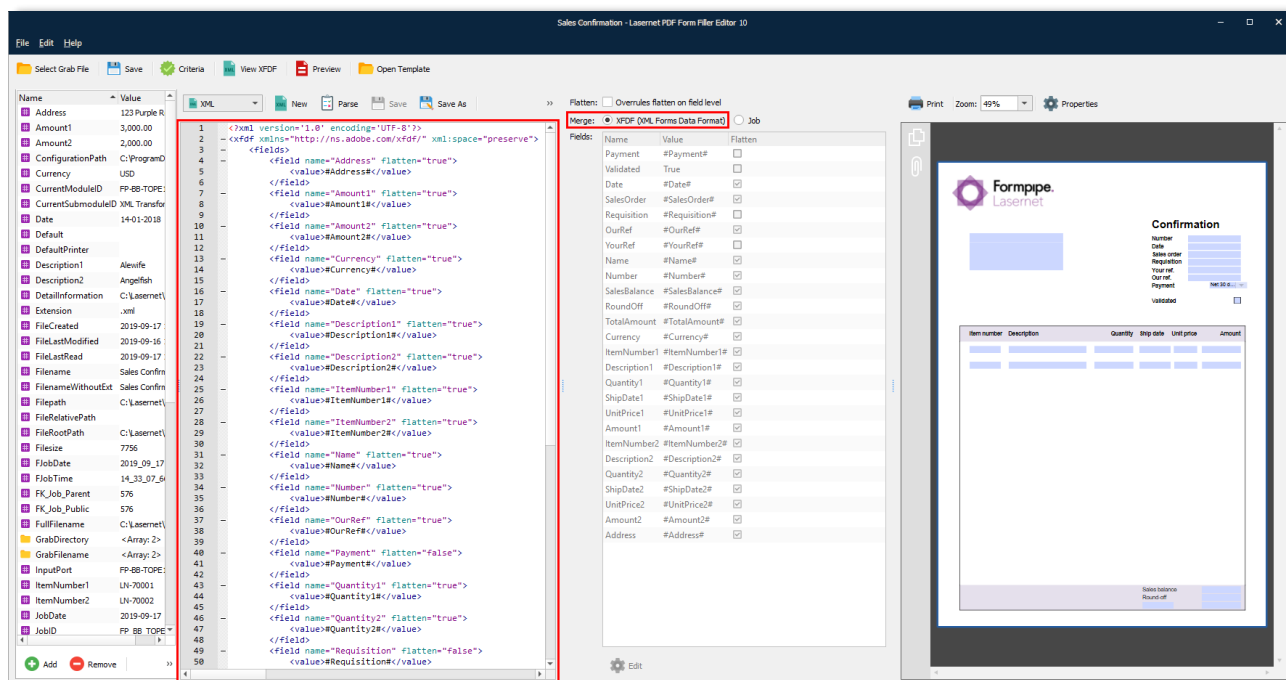 Sales Confirmation - Lasernet PDF Form Filler Editor 10
File Edit Help
Select Grab File Save Criteria View XFDF Preview Open Template
Name Value
Address 123 Purple R
Amount1 3,000.00
Amount2 2,000.00
ConfigurationPath C:\ProgramD
Currency USD
CurrentModuleID FP-BB-TOPE:
CurrentSubmoduleID XML Transfor
Date 14-01-2018
Default
DefaultPrinter
Description1 Alewife
Description2 Angelfish
DetailInformation C:\Lasernet\
Extension .xml
FileCreated 2019-09-17
FileLastModified 2019-09-16
FileLastRead 2019-09-17
Filename Sales Confirn
FilenameWithoutExt Sales Confirn
Filepath C:\Lasernet\
FileRelativePath
FileRootPath C:\Lasernet\
Filesize 7756
FJobDate 2019_09_17
FJobTime 14_33_07_6
FK_Job_Parent 576
FK_Job_Public 576
FullFilename C:\Lasernet\
GrabDirectory <Array: 2>
GrabFilename <Array: 2>
InputPort FP-BB-TOPE:
ItemNumber1 LN-70001
ItemNumber2 LN-70002
JobDate 2019-09-17
JobID FP_BB_TOPE
Add Remove »
XML New Parse Save Save As »
1 <?xml version='1.0' encoding='UTF-8'?>
2 <xfdf xmlns="http://ns.adobe.com/xfdf/" xml:space="preserve">
3 <fields>
4 <field name="Address" flatten="true">
5 <value>#Address#</value>
6 </field>
7 <field name="Amount1" flatten="true">
8 <value>#Amount1#</value>
9 </field>
10 <field name="Amount2" flatten="true">
11 <value>#Amount2#</value>
12 </field>
13 <field name="Currency" flatten="true">
14 <value>#Currency#</value>
15 </field>
16 <field name="Date" flatten="true">
17 <value>#Date#</value>
18 </field>
19 <field name="Description1" flatten="true">
20 <value>#Description1#</value>
21 </field>
22 <field name="Description2" flatten="true">
23 <value>#Description2#</value>
24 </field>
25 <field name="ItemNumber1" flatten="true">
26 <value>#ItemNumber1#</value>
27 </field>
28 <field name="ItemNumber2" flatten="true">
29 <value>#ItemNumber2#</value>
30 </field>
31 <field name="Name" flatten="true">
32 <value>#Name#</value>
33 </field>
34 <field name="Number" flatten="true">
35 <value>#Number#</value>
36 </field>
37 <field name="OurRef" flatten="true">
38 <value>#OurRef#</value>
39 </field>
40 <field name="Payment" flatten="false">
41 <value>#Payment#</value>
42 </field>
43 <field name="Quantity1" flatten="true">
44 <value>#Quantity1#</value>
45 </field>
46 <field name="Quantity2" flatten="true">
47 <value>#Quantity2#</value>
48 </field>
49 <field name="Requisition" flatten="false">
50 <value>#Requisition#</value>
Flatten: Overrules flatten on field level
Merge: XFDF (XML Forms Data Format) Job
Fields: Name Value Flatten
Payment #Payment#
Validated True
Date #Date#
SalesOrder #SalesOrder#
Requisition #Requisition#
OurRef #OurRef#
YourRef #YourRef#
Name #Name#
Number #Number#
SalesBalance #SalesBalance#
RoundOff #RoundOff#
TotalAmount #TotalAmount#
Currency #Currency#
ItemNumber1 #ItemNumber1#
Description1 #Description1#
Quantity1 #Quantity1#
ShipDate1 #ShipDate1#
UnitPrice1 #UnitPrice1#
Amount1 #Amount1#
ItemNumber2 #ItemNumber2#
Description2 #Description2#
Quantity2 #Quantity2#
ShipDate2 #ShipDate2#
UnitPrice2 #UnitPrice2#
Amount2 #Amount2#
Address #Address#
Edit
Print Zoom: 49% Properties
Formpipe.
Lasernet
Confirmation
Number
Date
Sales order
Requisition
Your ref.
Our ref.
Payment Net 30 d...
Validated
Item number Description Quantity Ship date Unit price Amount
Sales balance
Round off